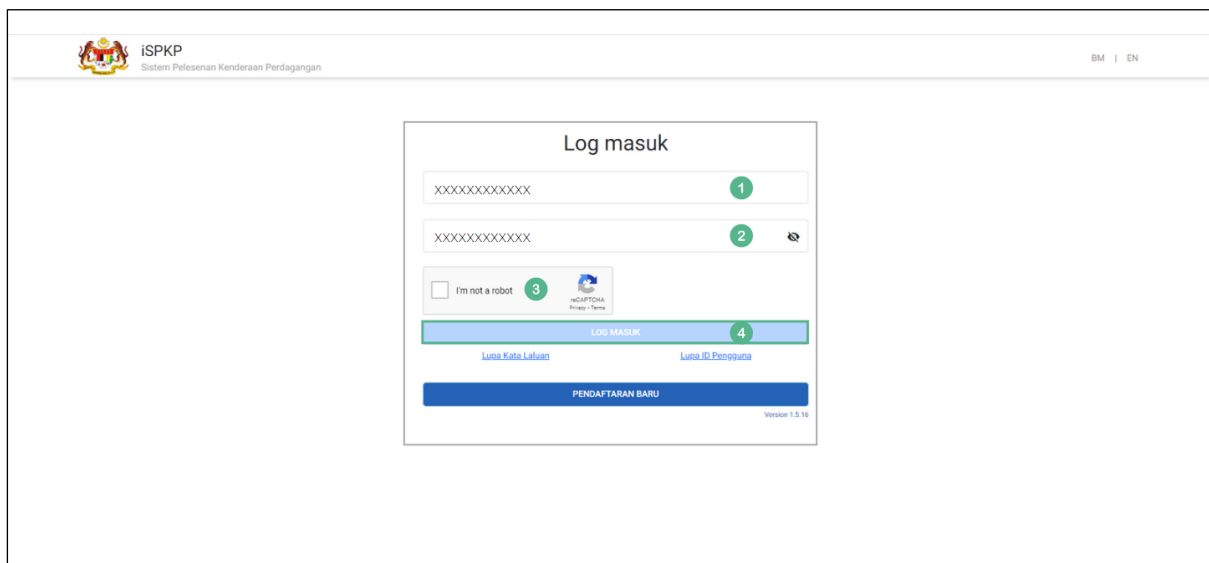 iSPKP
Sistem Pelesenan Kenderaan Perdagangan
BM | EN
Log masuk
XXXXXXXXXXXX 1
XXXXXXXXXXXX 2
I'm not a robot 3
reCAPTCHA
Privacy - Terms
LOG MASUK 4
Lupa Kata Laluan Lupa ID Pengguna
PENDAFTARAN BARU
Version 1.5.16